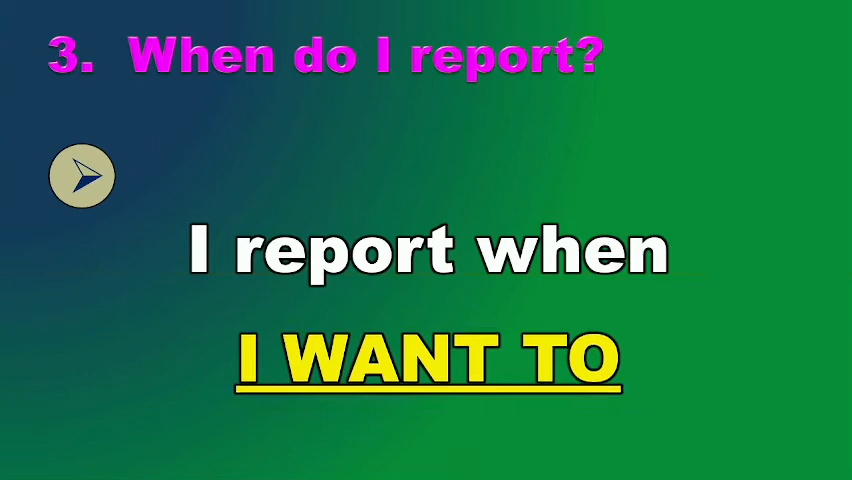 3. When do I report?
I report when
I WANT TO